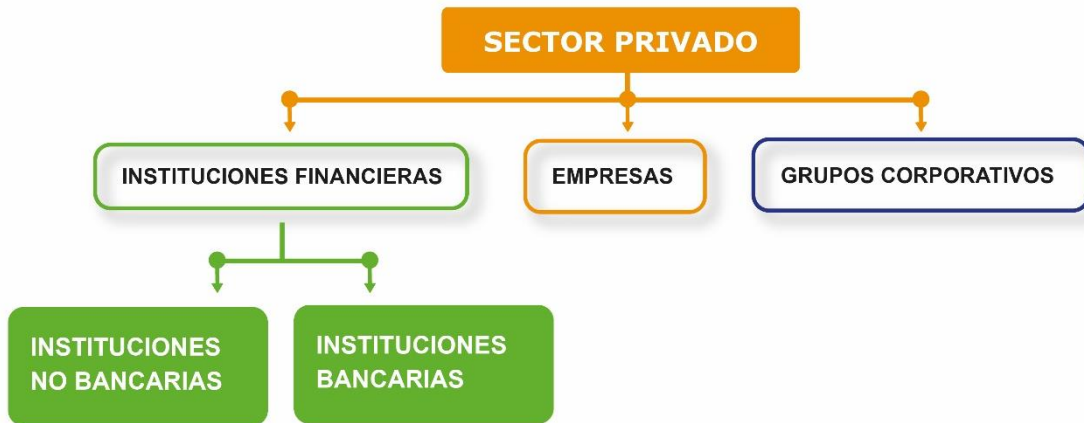 SECTOR PRIVADO
INSTITUCIONES FINANCIERAS
EMPRESAS
GRUPOS CORPORATIVOS
INSTITUCIONES
NO BANCARIAS
INSTITUCIONES
BANCARIAS